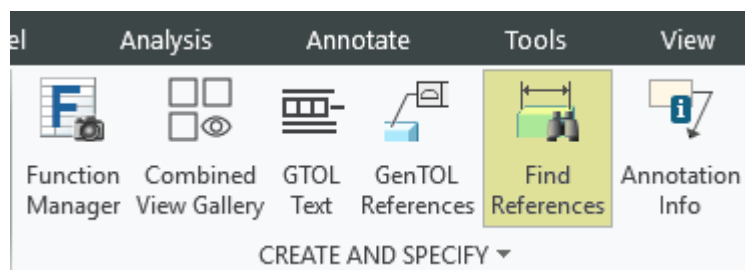 el Analysis Annotate Tools View
Function Combined GTOL GenTOL Find Annotation
Manager View Gallery Text References References Info
CREATE AND SPECIFY